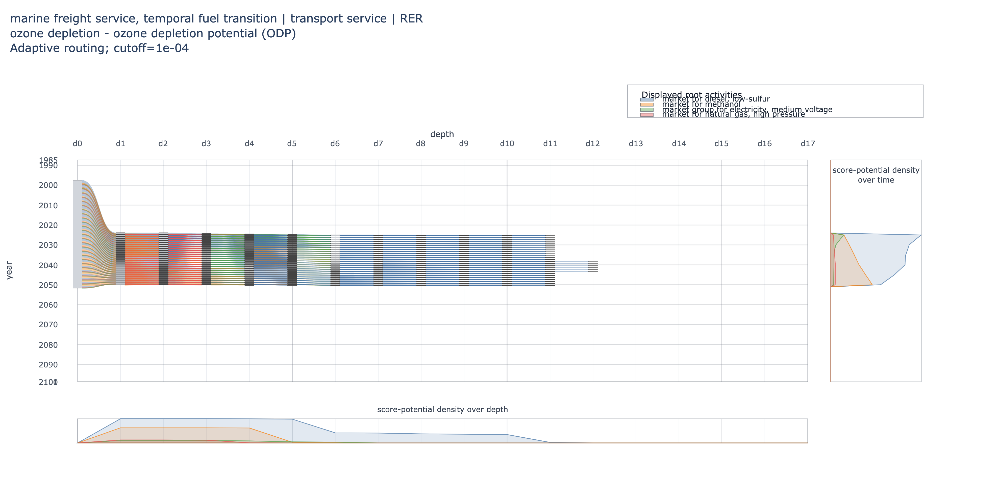 marine freight service, temporal fuel transition | transport service | RER
ozone depletion - ozone depletion potential (ODP)
Adaptive routing; cutoff=1e-04
Displayed root activities
market for diesel, low-sulfur
market for methanol
market group for electricity, medium voltage
market for natural gas, high pressure
depth
d0 d1 d2 d3 d4 d5 d6 d7 d8 d9 d10 d11 d12 d13 d14 d15 d16 d17
1985
1990
2000
2010
2020
2030
2040
2050
2060
2070
2080
2090
2101
year
score-potential density
over time
score-potential density over depth